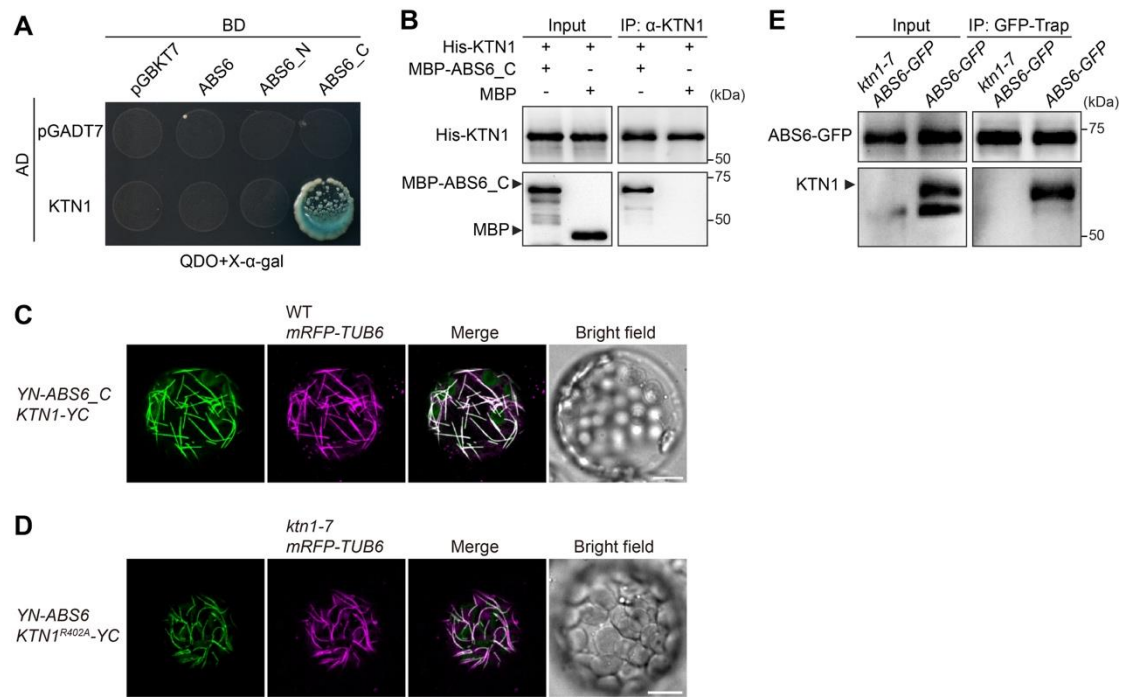 A
BD
pGBKT7
ABS6
ABS6_N
ABS6_C
AD
pGADT7
KTN1
QDO+X-α-gal
B
Input
IP: α-KTN1
His-KTN1 + + + +
MBP-ABS6_C + - + -
MBP - + - +
(kDa)
His-KTN1
50
MBP-ABS6_C
75
50
MBP
E
Input
IP: GFP-Trap
ktn1-7
ABS6-GFP
ABS6-GFP
ktn1-7
ABS6-GFP
ABS6-GFP
(kDa)
ABS6-GFP
75
KTN1
50
C
WT
mRFP-TUB6
Merge
Bright field
YN-ABS6_C
KTN1-YC
D
ktn1-7
mRFP-TUB6
Merge
Bright field
YN-ABS6
KTN1R402A-YC